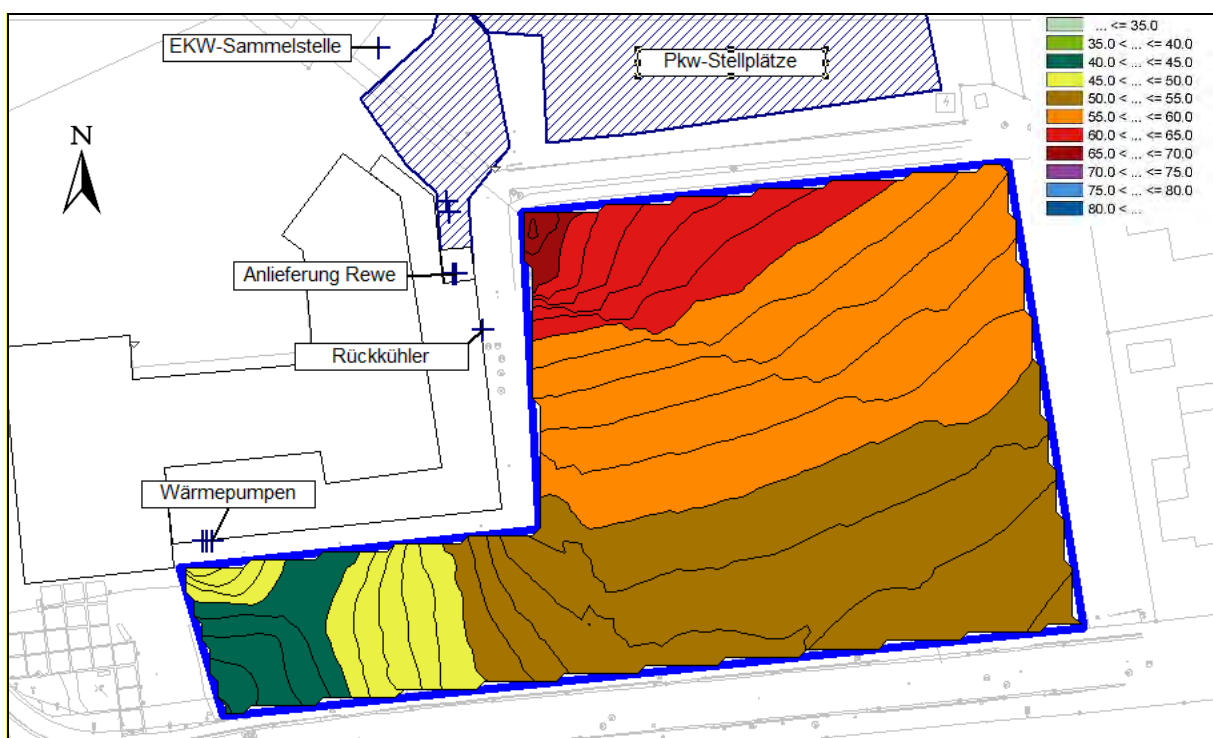 EKW-Sammelstelle
Pkw-Stellplätze
... <= 35.0
35.0 < ... <= 40.0
40.0 < ... <= 45.0
45.0 < ... <= 50.0
50.0 < ... <= 55.0
55.0 < ... <= 60.0
60.0 < ... <= 65.0
65.0 < ... <= 70.0
70.0 < ... <= 75.0
75.0 < ... <= 80.0
80.0 < ...
N
Anlieferung Rewe
Rückkühler
Wärmepumpen